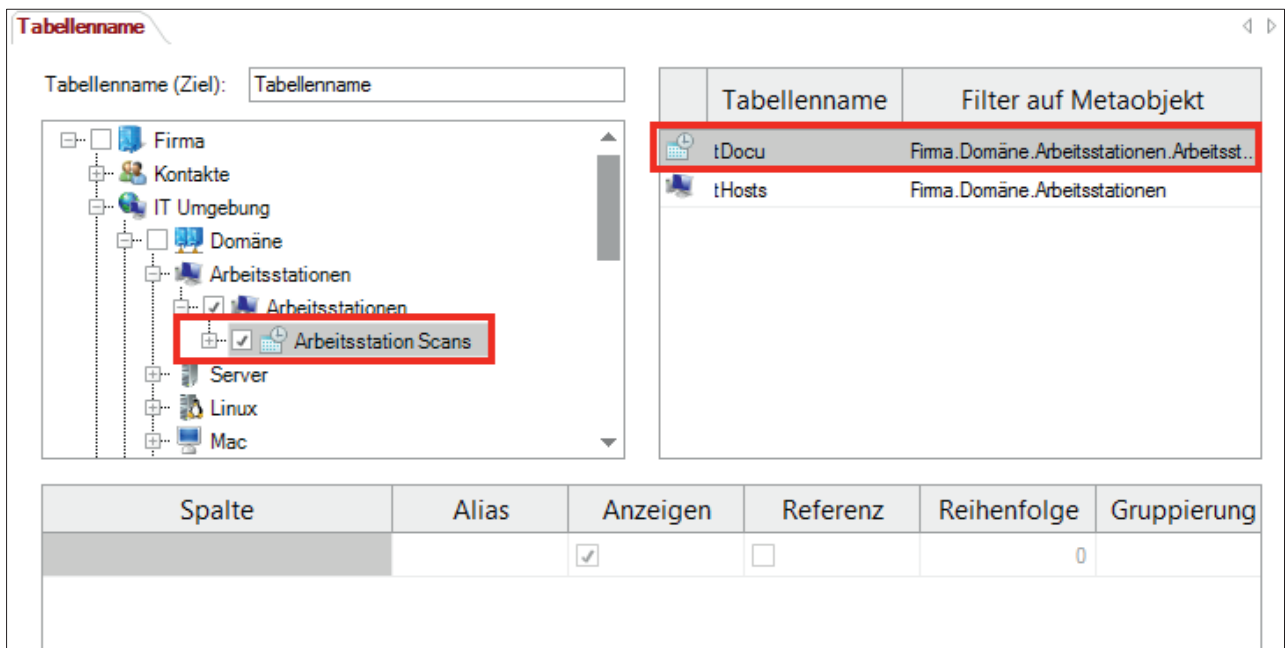 Tabellenname
Tabellenname (Ziel): Tabellenname
Firma
Kontakte
IT Umgebung
Domäne
Arbeitsstationen
Arbeitsstationen
Arbeitsstation Scans
Server
Linux
Mac
Tabellenname Filter auf Metaobjekt
tDocu Firma.Domäne.Arbeitsstationen.Arbeitsst..
tHosts Firma.Domäne.Arbeitsstationen
Spalte Alias Anzeigen Referenz Reihenfolge Gruppierung
0